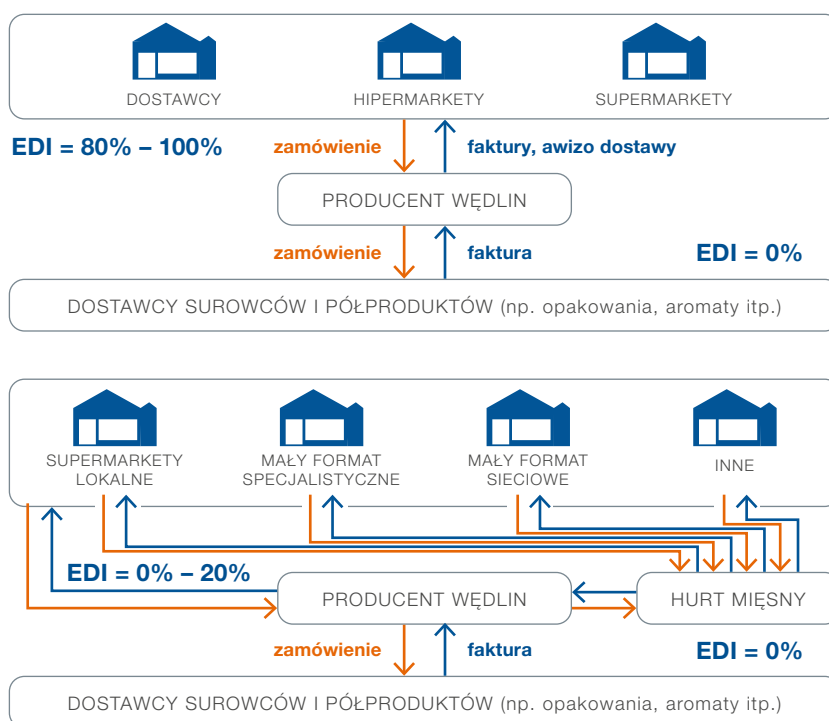 DOSTAWCY
HIPERMARKETY
SUPERMARKETY
EDI = 80% – 100%
zamówienie
faktury, awizo dostawy
PRODUCENT WĘDLIN
zamówienie
faktura
EDI = 0%
DOSTAWCY SUROWCÓW I PÓŁPRODUKTÓW (np. opakowania, aromaty itp.)
SUPERMARKETY
LOKALNE
MAŁY FORMAT
SPECJALISTYCZNE
MAŁY FORMAT
SIECIOWE
INNE
EDI = 0% – 20%
PRODUCENT WĘDLIN
HURT MIĘSNY
zamówienie
faktura
EDI = 0%
DOSTAWCY SUROWCÓW I PÓŁPRODUKTÓW (np. opakowania, aromaty itp.)